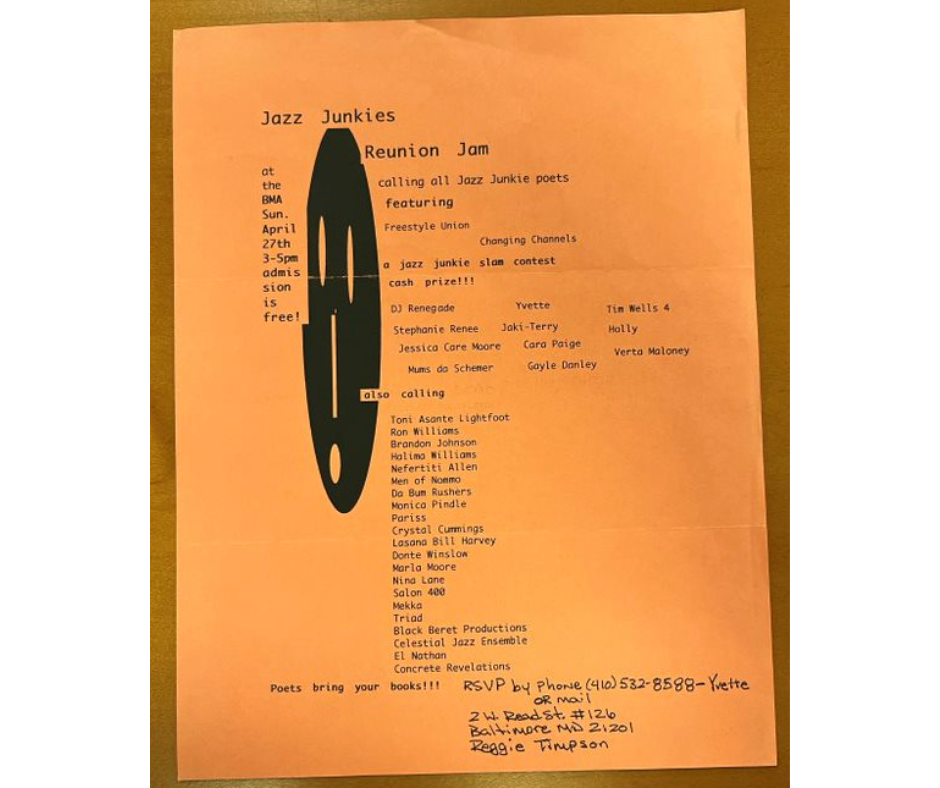 Jazz Junkies
Reunion Jam
at
the
BMA
Sun.
April
27th
3-5pm
admis
sion
is
free!
calling all Jazz Junkie poets
featuring
Freestyle Union
Changing Channels
a jazz junkie slam contest
cash prize!!!
DJ Renegade Yvette Tim Wells 4
Stephanie Renee Jaki-Terry Holly
Jessica Care Moore Cara Paige Verta Maloney
Mums da Schemer Gayle Danley
also calling
Toni Asante Lightfoot
Ron Williams
Brandon Johnson
Halima Williams
Nefertiti Allen
Men of Nommo
Da Bum Rushers
Monica Pindle
Pariss
Crystal Cummings
Lasana Bill Harvey
Donte Winslow
Marla Moore
Nina Lane
Salon 400
Mekka
Triad
Black Beret Productions
Celestial Jazz Ensemble
El Nathan
Concrete Revelations
Poets bring your books!!!
RSVP by Phone (410) 532-8588-Yvette
OR mail
2 W. Read St. #126
Baltimore MD 21201
Reggie Timpson